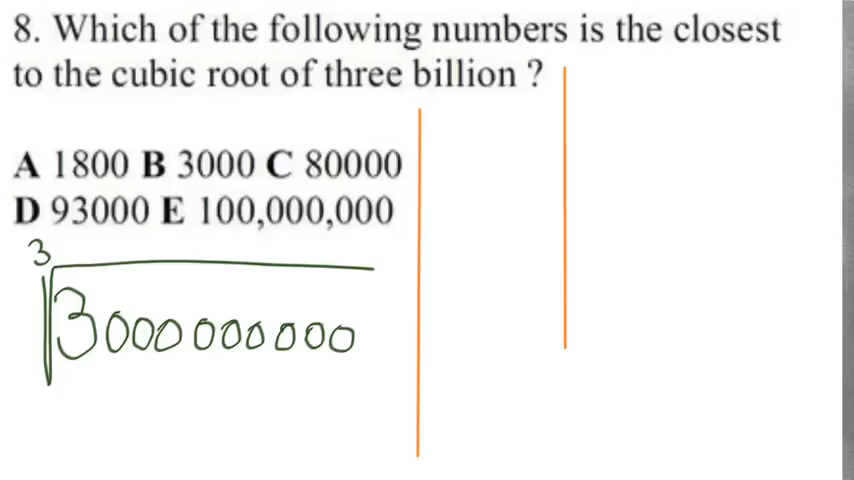 8. Which of the following numbers is the closest
to the cubic root of three billion ?
A 1800 B 3000 C 80000
D 93000 E 100,000,000
3
3000000000